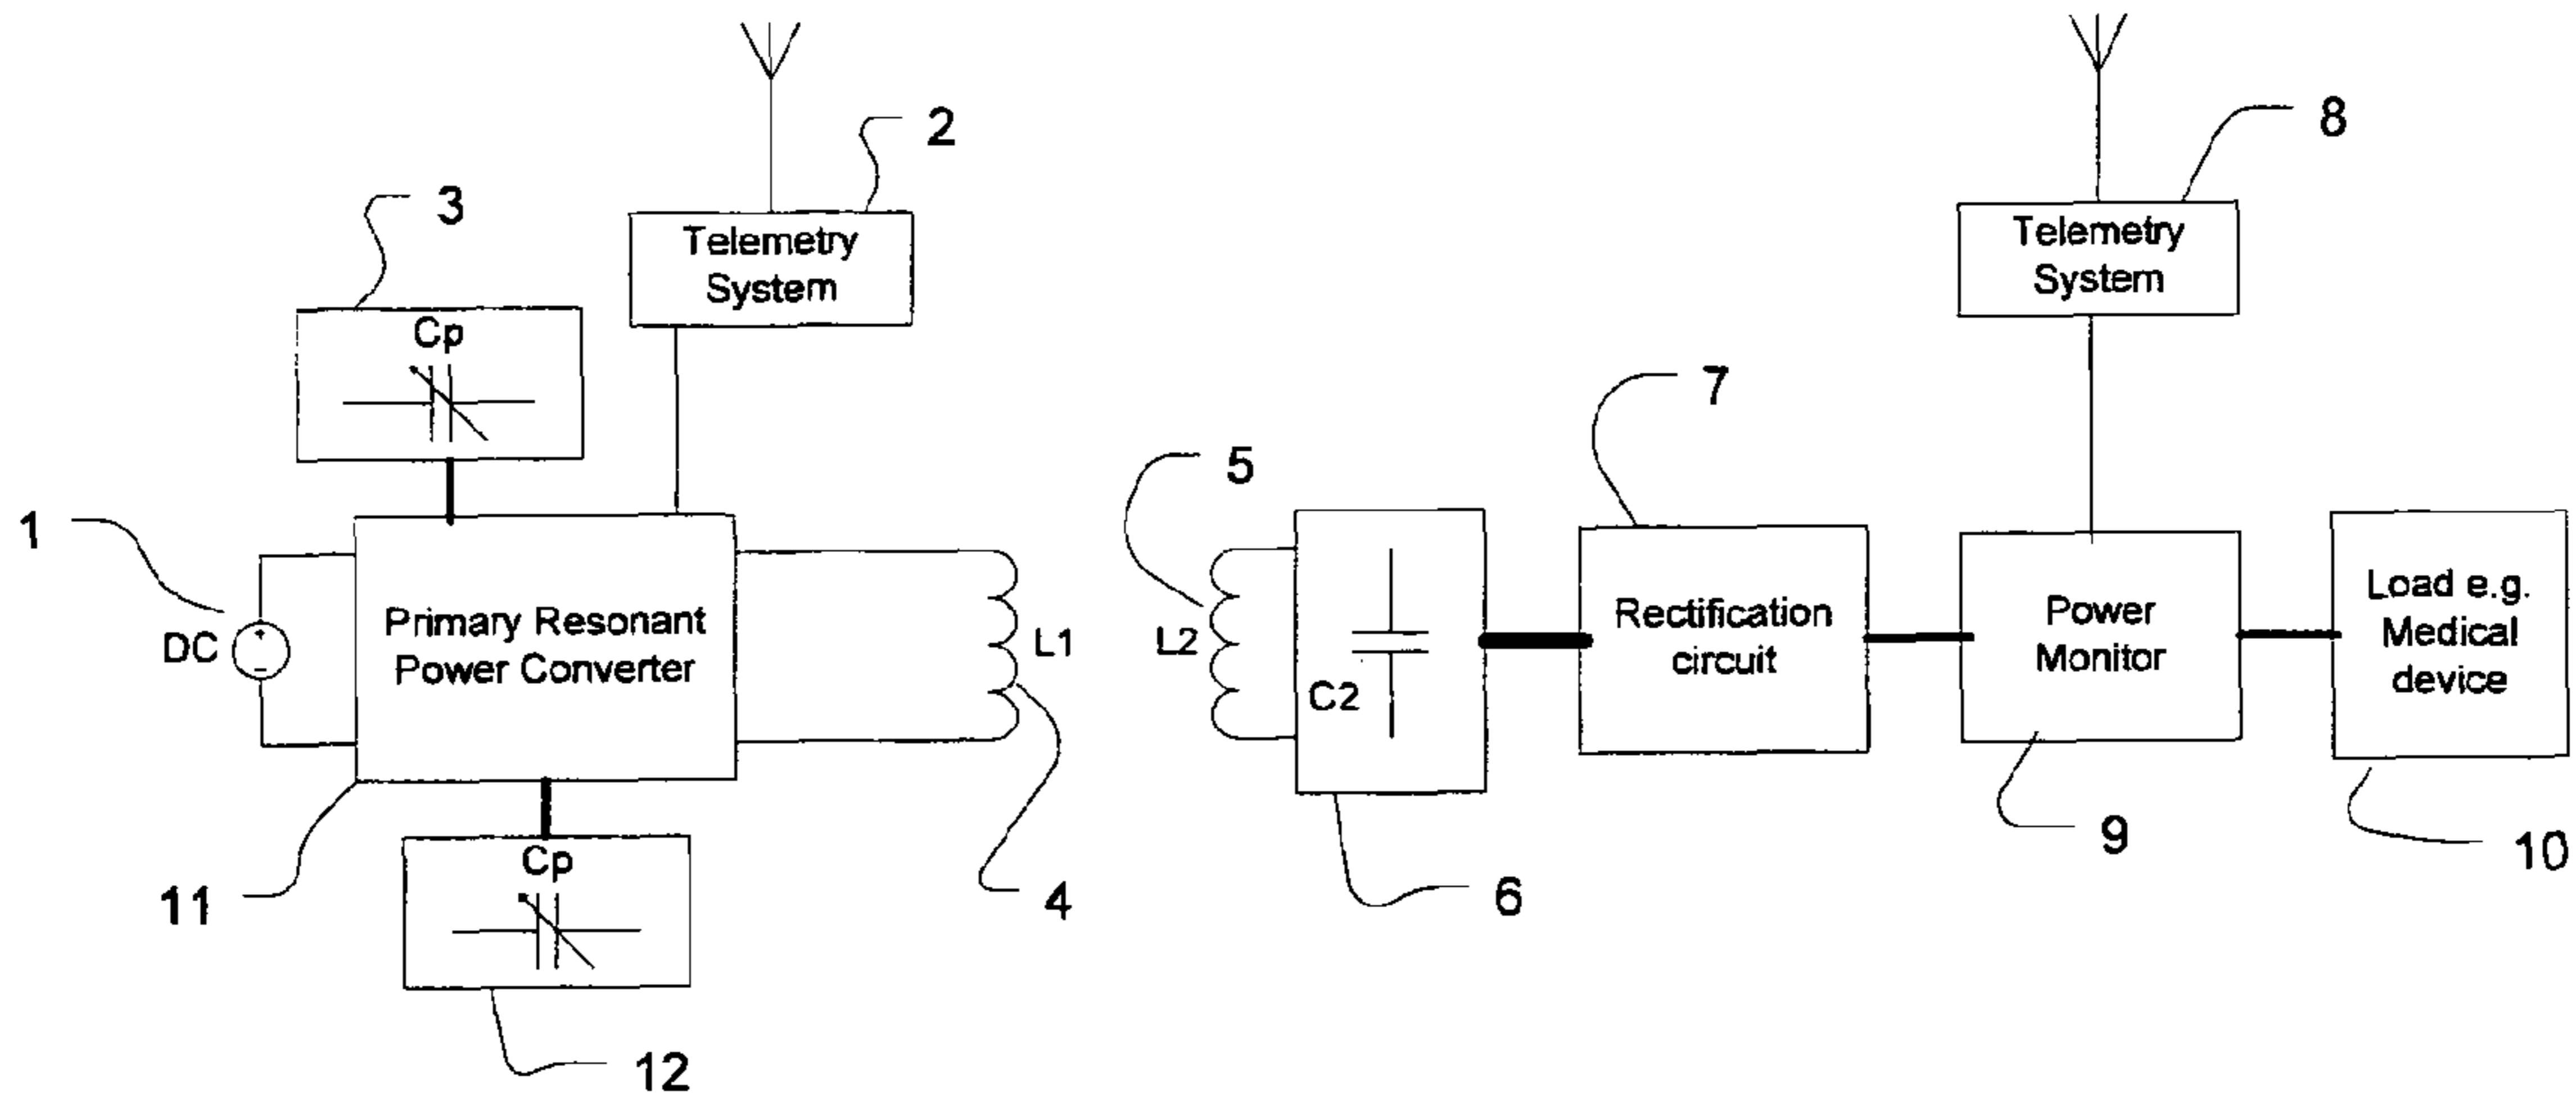 2
8
Telemetry
System
Telemetry
System
3
Cp
7
5
1
DC
+
-
Primary Resonant
Power Converter
L1
L2
C2
Rectification
circuit
Power
Monitor
Load e.g.
Medical
device
11
4
6
9
10
Cp
12